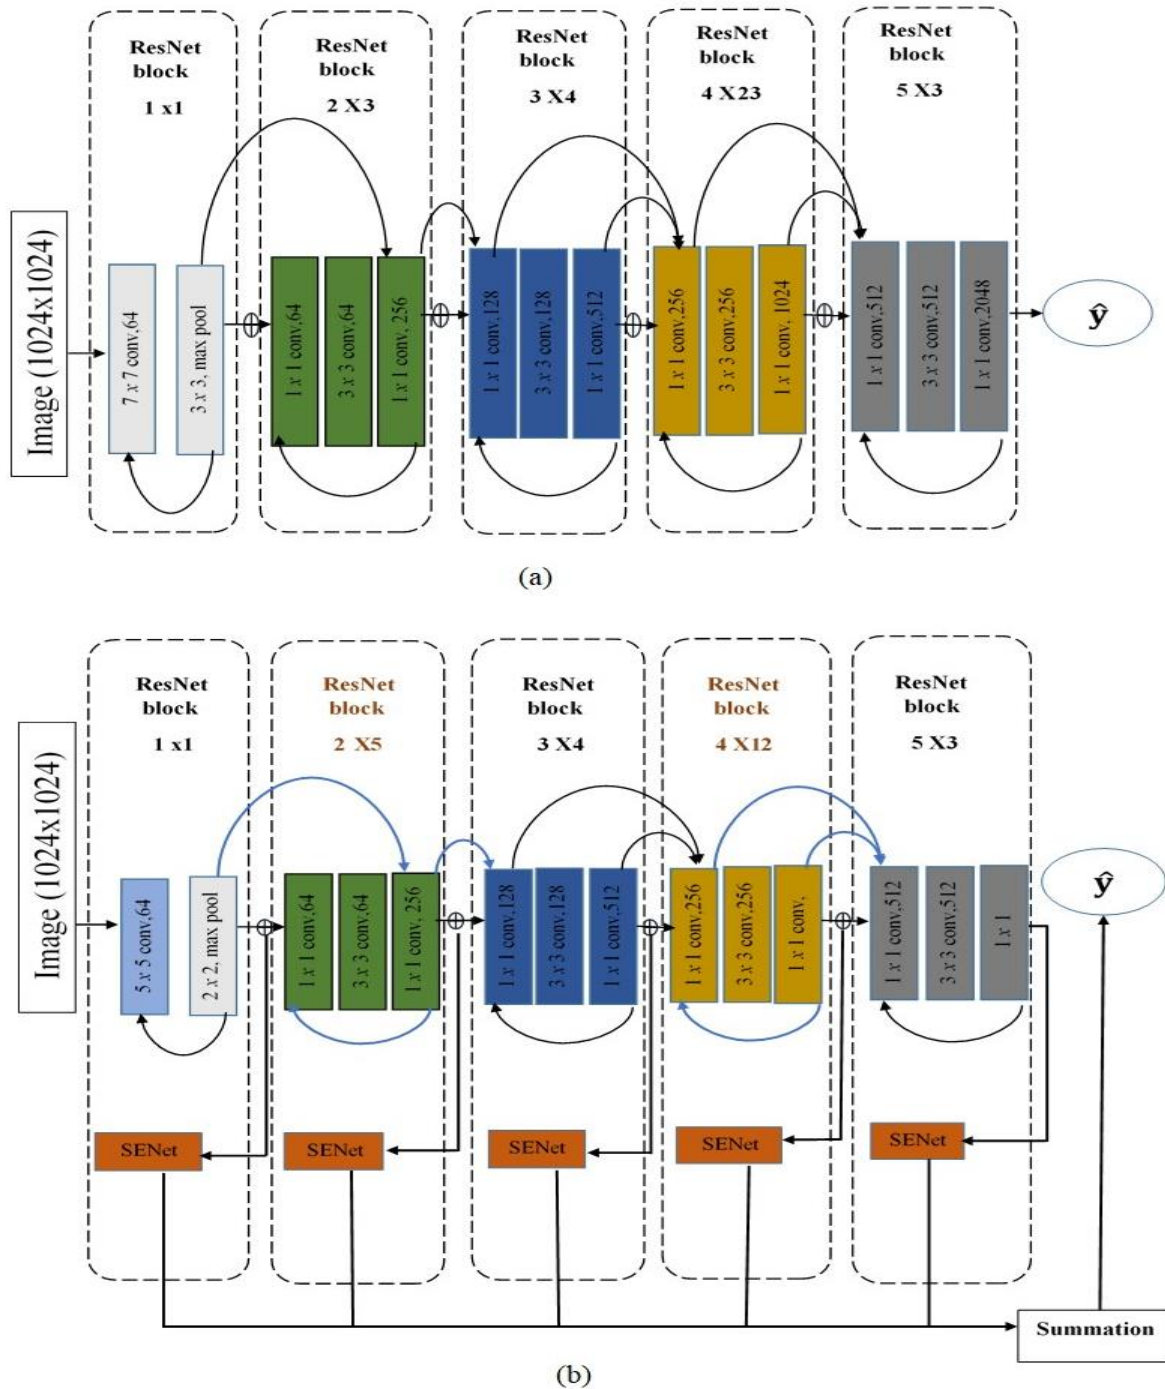 ResNet
block
1 x1
ResNet
block
2 X3
ResNet
block
3 X4
ResNet
block
4 X23
ResNet
block
5 X3
Image (1024x1024)
7 x 7 conv,64
3 x 3, max pool
1 x 1 conv,64
3 x 3 conv,64
1 x 1 conv, 256
1 x 1 conv,128
3 x 3 conv,128
1 x 1 conv,512
1 x 1 conv,256
3 x 3 conv,256
1 x 1 conv, 1024
1 x 1 conv,512
3 x 3 conv,512
1 x 1 conv,2048
ŷ
(a)
ResNet
block
1 x1
ResNet
block
2 X5
ResNet
block
3 X4
ResNet
block
4 X12
ResNet
block
5 X3
Image (1024x1024)
5 x 5 conv,64
2 x 2, max pool
1 x 1 conv,64
3 x 3 conv,64
1 x 1 conv, 256
1 x 1 conv,128
3 x 3 conv,128
1 x 1 conv,512
1 x 1 conv,256
3 x 3 conv,256
1 x 1 conv,
1 x 1 conv,512
3 x 3 conv,512
1 x 1
ŷ
SENet
SENet
SENet
SENet
SENet
Summation
(b)